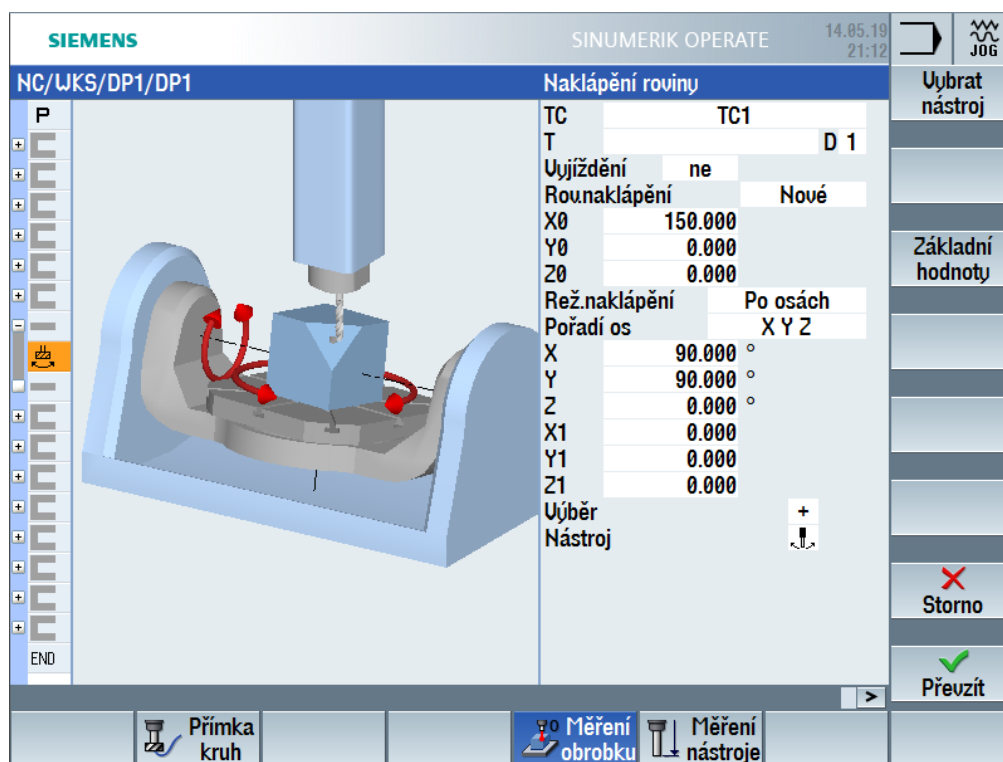 SIEMENS
SINUMERIK OPERATE
14.05.19
21:12
JOG
NC/WKS/DP1/DP1
Naklápění roviny
P
END
TC TC1
T D 1
Vyjíždění ne
Rov.naklápění Nové
X0 150.000
Y0 0.000
Z0 0.000
Rež.naklápění Po osách
Pořadí os X Y Z
X 90.000 °
Y 90.000 °
Z 0.000 °
X1 0.000
Y1 0.000
Z1 0.000
Výběr +
Nástroj
Vybrat
nástroj
Základní
hodnoty
Storno
Převzít
>
Přímka
kruh
Měření
obrobku
Měření
nástroje